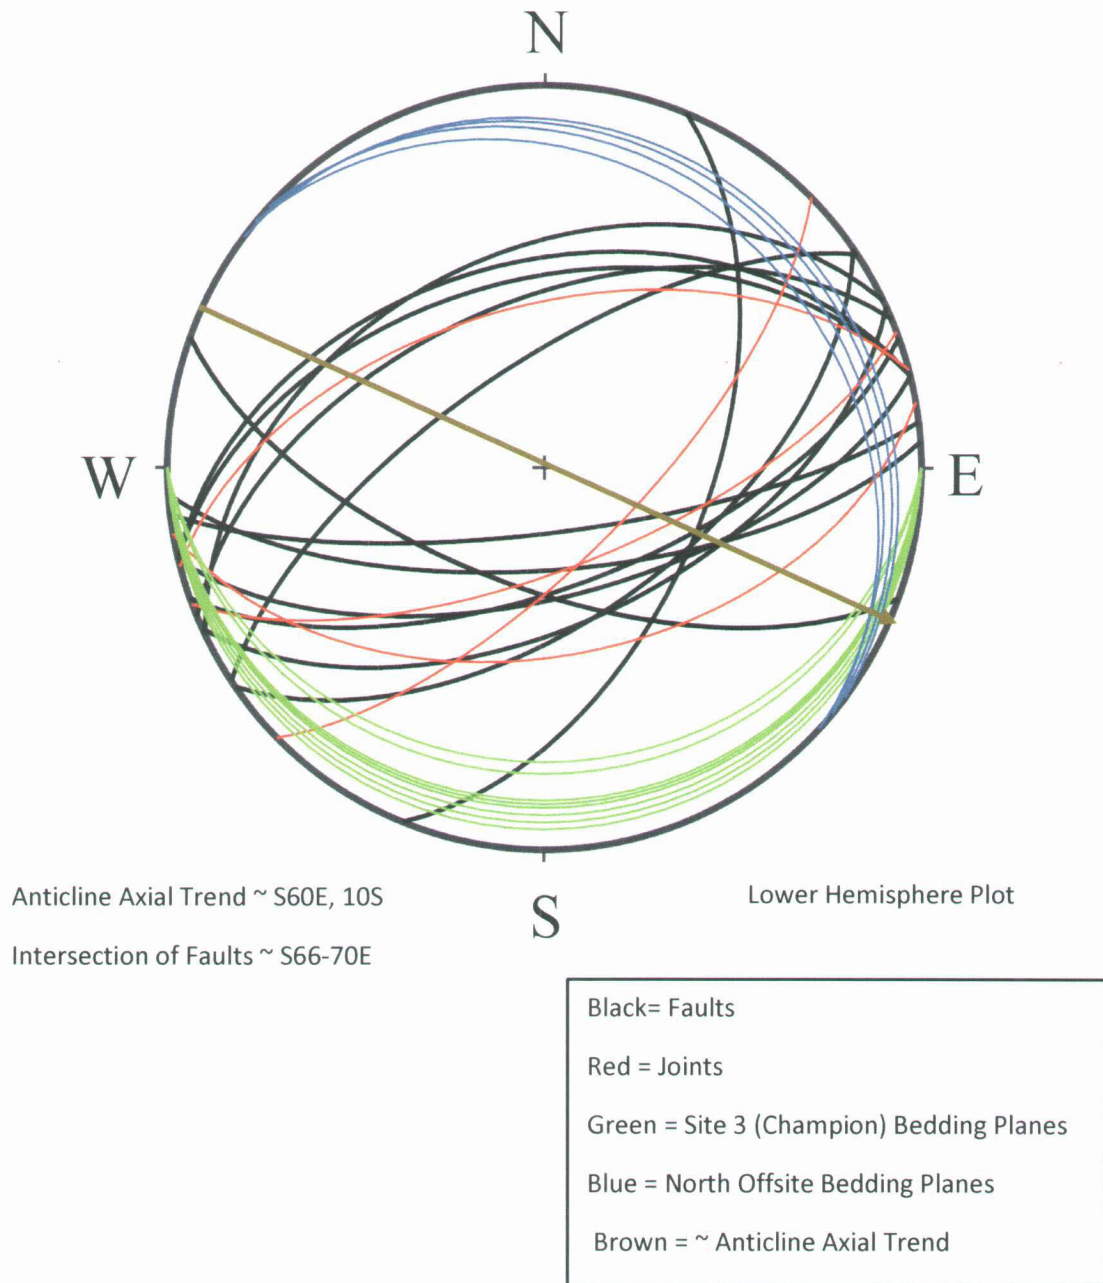 N
W
E
S
Anticline Axial Trend ~ S60E, 10S
Lower Hemisphere Plot
Intersection of Faults ~ S66-70E
Black= Faults
Red = Joints
Green = Site 3 (Champion) Bedding Planes
Blue = North Offsite Bedding Planes
Brown = ~ Anticline Axial Trend